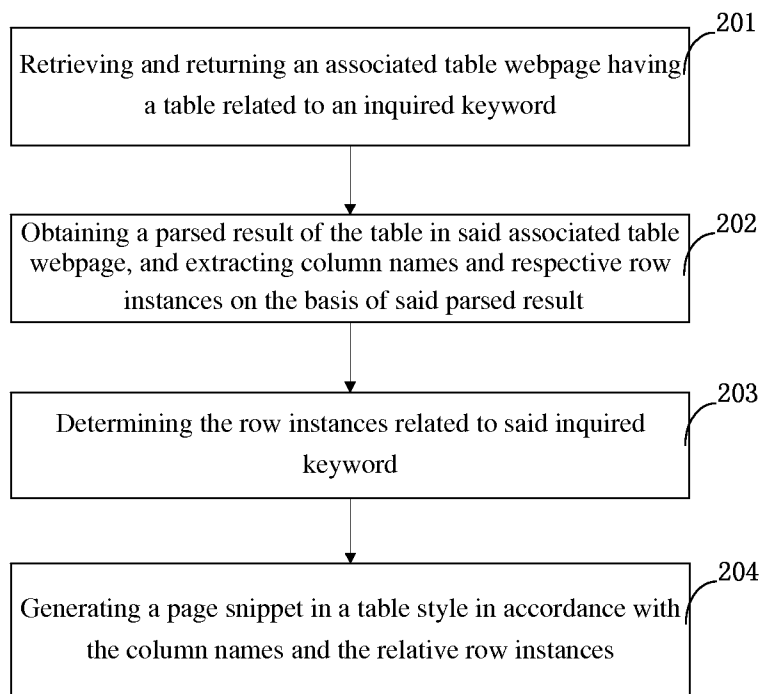 201
Retrieving and returning an associated table webpage having
a table related to an inquired keyword
202
Obtaining a parsed result of the table in said associated table
webpage, and extracting column names and respective row
instances on the basis of said parsed result
203
Determining the row instances related to said inquired
keyword
204
Generating a page snippet in a table style in accordance with
the column names and the relative row instances